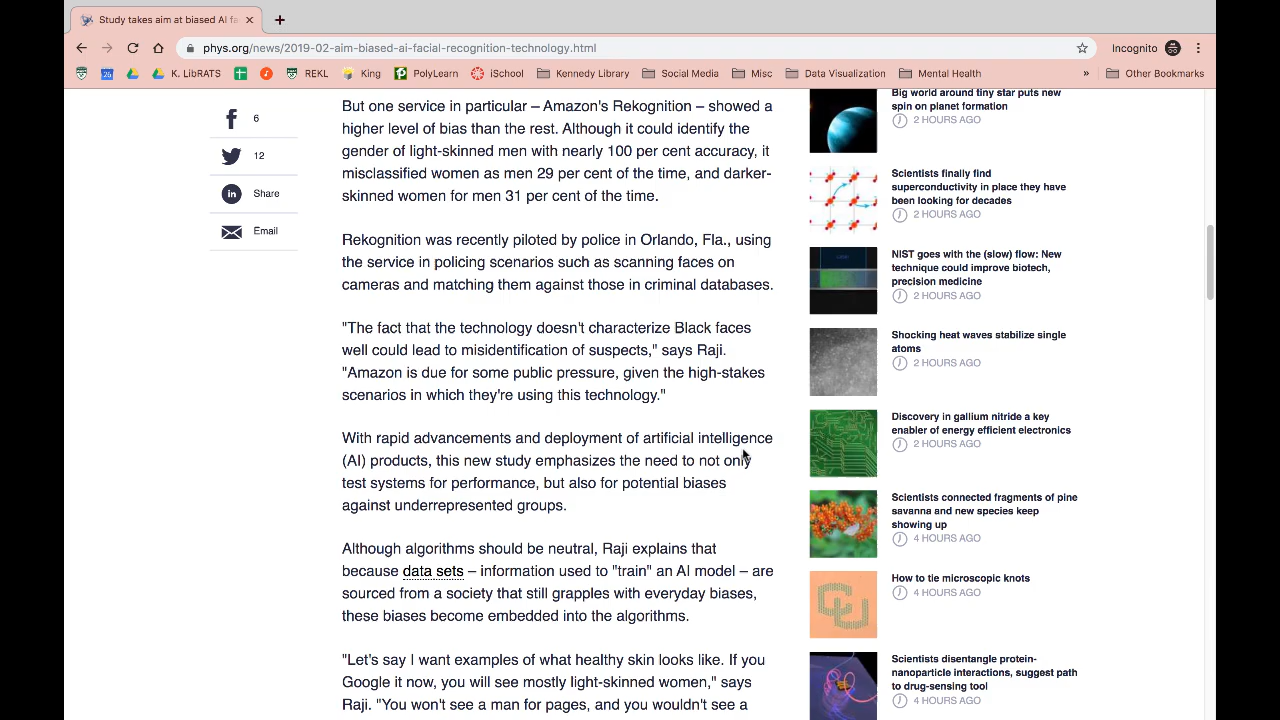 Study takes aim at biased AI fa
phys.org/news/2019-02-aim-biased-ai-facial-recognition-technology.html
Incognito
K. LibRATS
REKL
King
PolyLearn
iSchool
Kennedy Library
Social Media
Misc
Data Visualization
Mental Health
»
Other Bookmarks
6
12
Share
Email
But one service in particular – Amazon's Rekognition – showed a
higher level of bias than the rest. Although it could identify the
gender of light-skinned men with nearly 100 per cent accuracy, it
misclassified women as men 29 per cent of the time, and darker-
skinned women for men 31 per cent of the time.
Rekognition was recently piloted by police in Orlando, Fla., using
the service in policing scenarios such as scanning faces on
cameras and matching them against those in criminal databases.
"The fact that the technology doesn't characterize Black faces
well could lead to misidentification of suspects," says Raji.
"Amazon is due for some public pressure, given the high-stakes
scenarios in which they're using this technology."
With rapid advancements and deployment of artificial intelligence
(AI) products, this new study emphasizes the need to not only
test systems for performance, but also for potential biases
against underrepresented groups.
Although algorithms should be neutral, Raji explains that
because data sets – information used to "train" an AI model – are
sourced from a society that still grapples with everyday biases,
these biases become embedded into the algorithms.
"Let's say I want examples of what healthy skin looks like. If you
Google it now, you will see mostly light-skinned women," says
Raji. "You won't see a man for pages, and you wouldn't see a
Big world around tiny star puts new
spin on planet formation
2 HOURS AGO
Scientists finally find
superconductivity in place they have
been looking for decades
2 HOURS AGO
NIST goes with the (slow) flow: New
technique could improve biotech,
precision medicine
2 HOURS AGO
Shocking heat waves stabilize single
atoms
2 HOURS AGO
Discovery in gallium nitride a key
enabler of energy efficient electronics
2 HOURS AGO
Scientists connected fragments of pine
savanna and new species keep
showing up
4 HOURS AGO
How to tie microscopic knots
4 HOURS AGO
Scientists disentangle protein-
nanoparticle interactions, suggest path
to drug-sensing tool
4 HOURS AGO